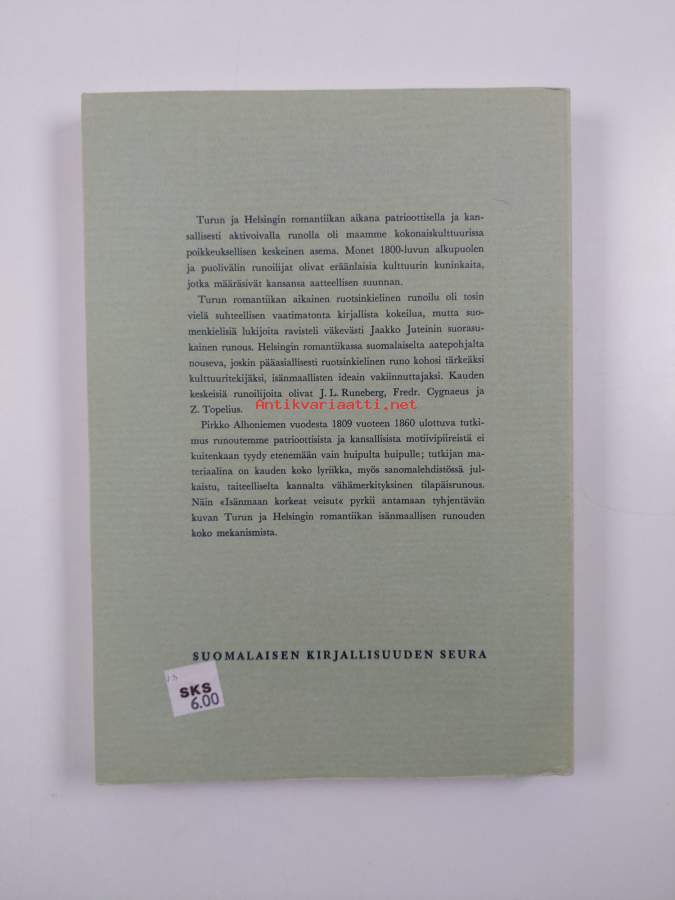 Turun ja Helsingin romantiikan aikana patrioottisella ja kan-
sallisesti aktivoivalla runolla oli maamme kokonaiskulttuurissa
poikkeuksellisen keskeinen asema. Monet 1800-luvun alkupuolen
ja puolivälin runoilijat olivat eräänlaisia kulttuurin kuninkaita,
jotka määräsivät kansansa aatteellisen suunnan.
Turun romantiikan aikainen ruotsinkielinen runoilu oli tosin
vielä suhteellisen vaatimatonta kirjallista kokeilua, mutta suo-
menkielisiä lukijoita ravisteli väkevästi Jaakko Juteinin suorasu-
kainen runous. Helsingin romantiikassa suomalaiselta aatepohjalta
nouseva, joskin pääasiallisesti ruotsinkielinen runo kohosi tärkeäksi
kulttuuritekijäksi, isänmaallisten ideain vakiinnuttajaksi. Kauden
keskeisiä runoilijoita olivat J. L. Runeberg, Fredr. Cygnaeus ja
Z. Topelius.
Antikvariaatti.net
Pirkko Alhoniemen vuodesta 1809 vuoteen 1860 ulottuva tutki-
mus runoutemme patrioottisista ja kansallisista motiivipiireistä ei
kuitenkaan tyydy etenemään vain huipulta huipulle; tutkijan ma-
teriaalina on kauden koko lyriikka, myös sanomalehdistössä jul-
kaistu, taiteelliselta kannalta vähämerkityksinen tilapäisrunous.
Näin «Isänmaan korkeat veisut« pyrkii antamaan tyhjentävän
kuvan Turun ja Helsingin romantiikan isänmaallisen runouden
koko mekanismista.
SUOMALAISEN KIRJALLISUUDEN SEURA
13
SKS
6.00